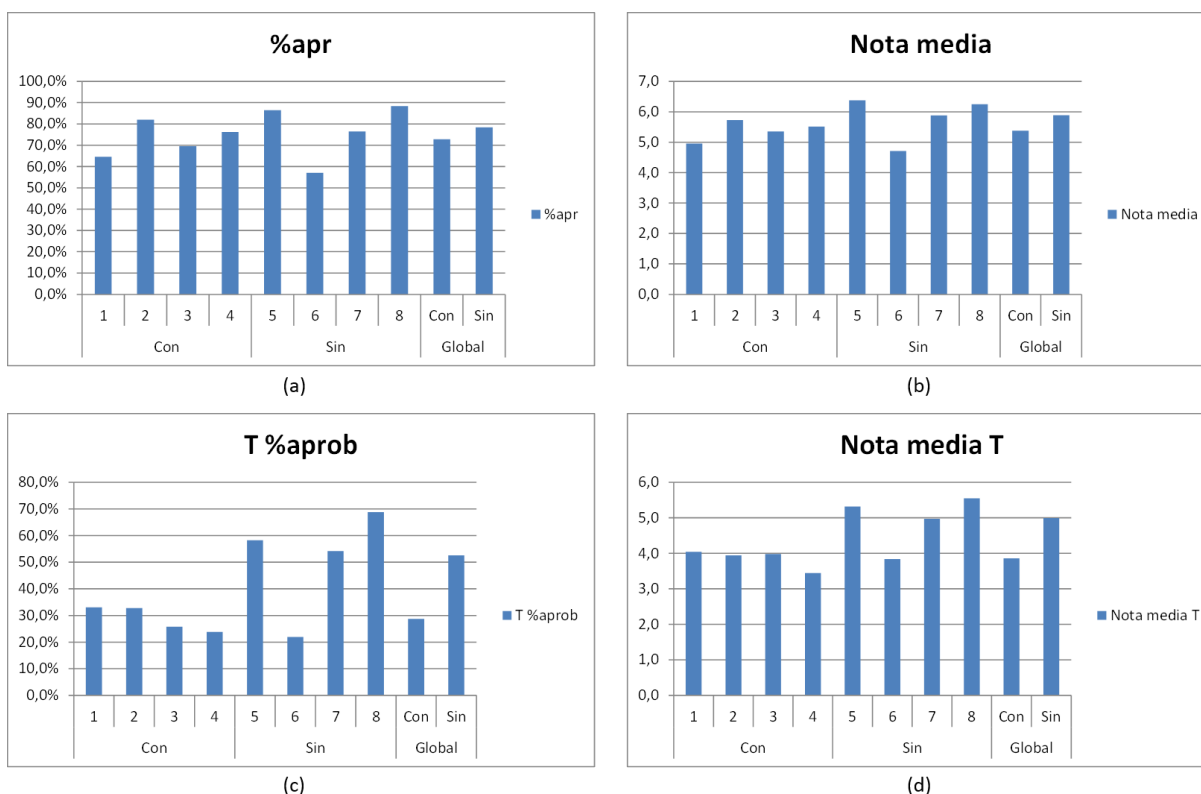 %apr
100,0%
90,0%
80,0%
70,0%
60,0%
50,0%
40,0%
30,0%
20,0%
10,0%
0,0%
1 2 3 4 5 6 7 8 Con Sin
Con Sin Global
%apr
(a)
Nota media
7,0
6,0
5,0
4,0
3,0
2,0
1,0
0,0
1 2 3 4 5 6 7 8 Con Sin
Con Sin Global
Nota media
(b)
T %aprob
80,0%
70,0%
60,0%
50,0%
40,0%
30,0%
20,0%
10,0%
0,0%
1 2 3 4 5 6 7 8 Con Sin
Con Sin Global
T %aprob
(c)
Nota media T
6,0
5,0
4,0
3,0
2,0
1,0
0,0
1 2 3 4 5 6 7 8 Con Sin
Con Sin Global
Nota media T
(d)